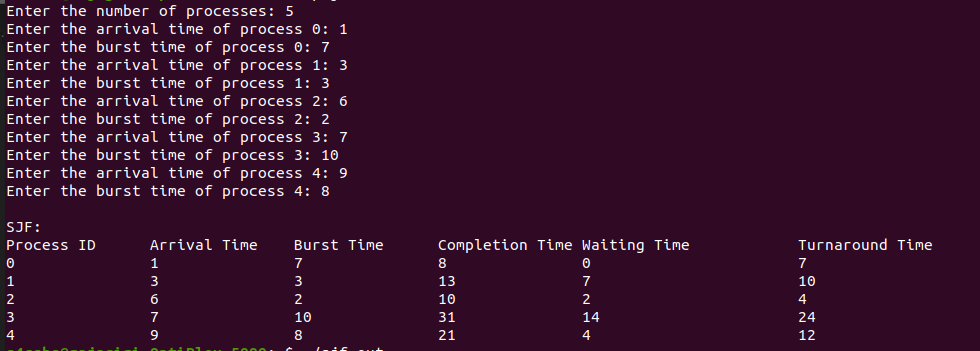 Enter the number of processes: 5
Enter the arrival time of process 0: 1
Enter the burst time of process 0: 7
Enter the arrival time of process 1: 3
Enter the burst time of process 1: 3
Enter the arrival time of process 2: 6
Enter the burst time of process 2: 2
Enter the arrival time of process 3: 7
Enter the burst time of process 3: 10
Enter the arrival time of process 4: 9
Enter the burst time of process 4: 8
SJF:
Process ID Arrival Time Burst Time Completion Time Waiting Time Turnaround Time
0 1 7 8 0 7
1 3 3 13 7 10
2 6 2 10 2 4
3 7 10 31 14 24
4 9 8 21 4 12